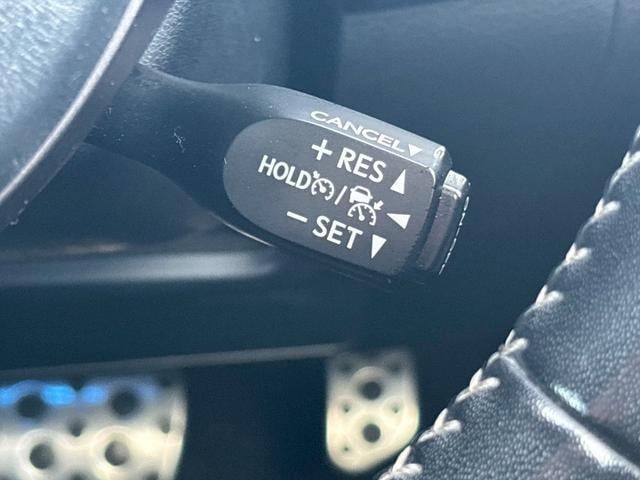 CANCEL▼
+ RES ▲
HOLD / ◀
− SET ▼